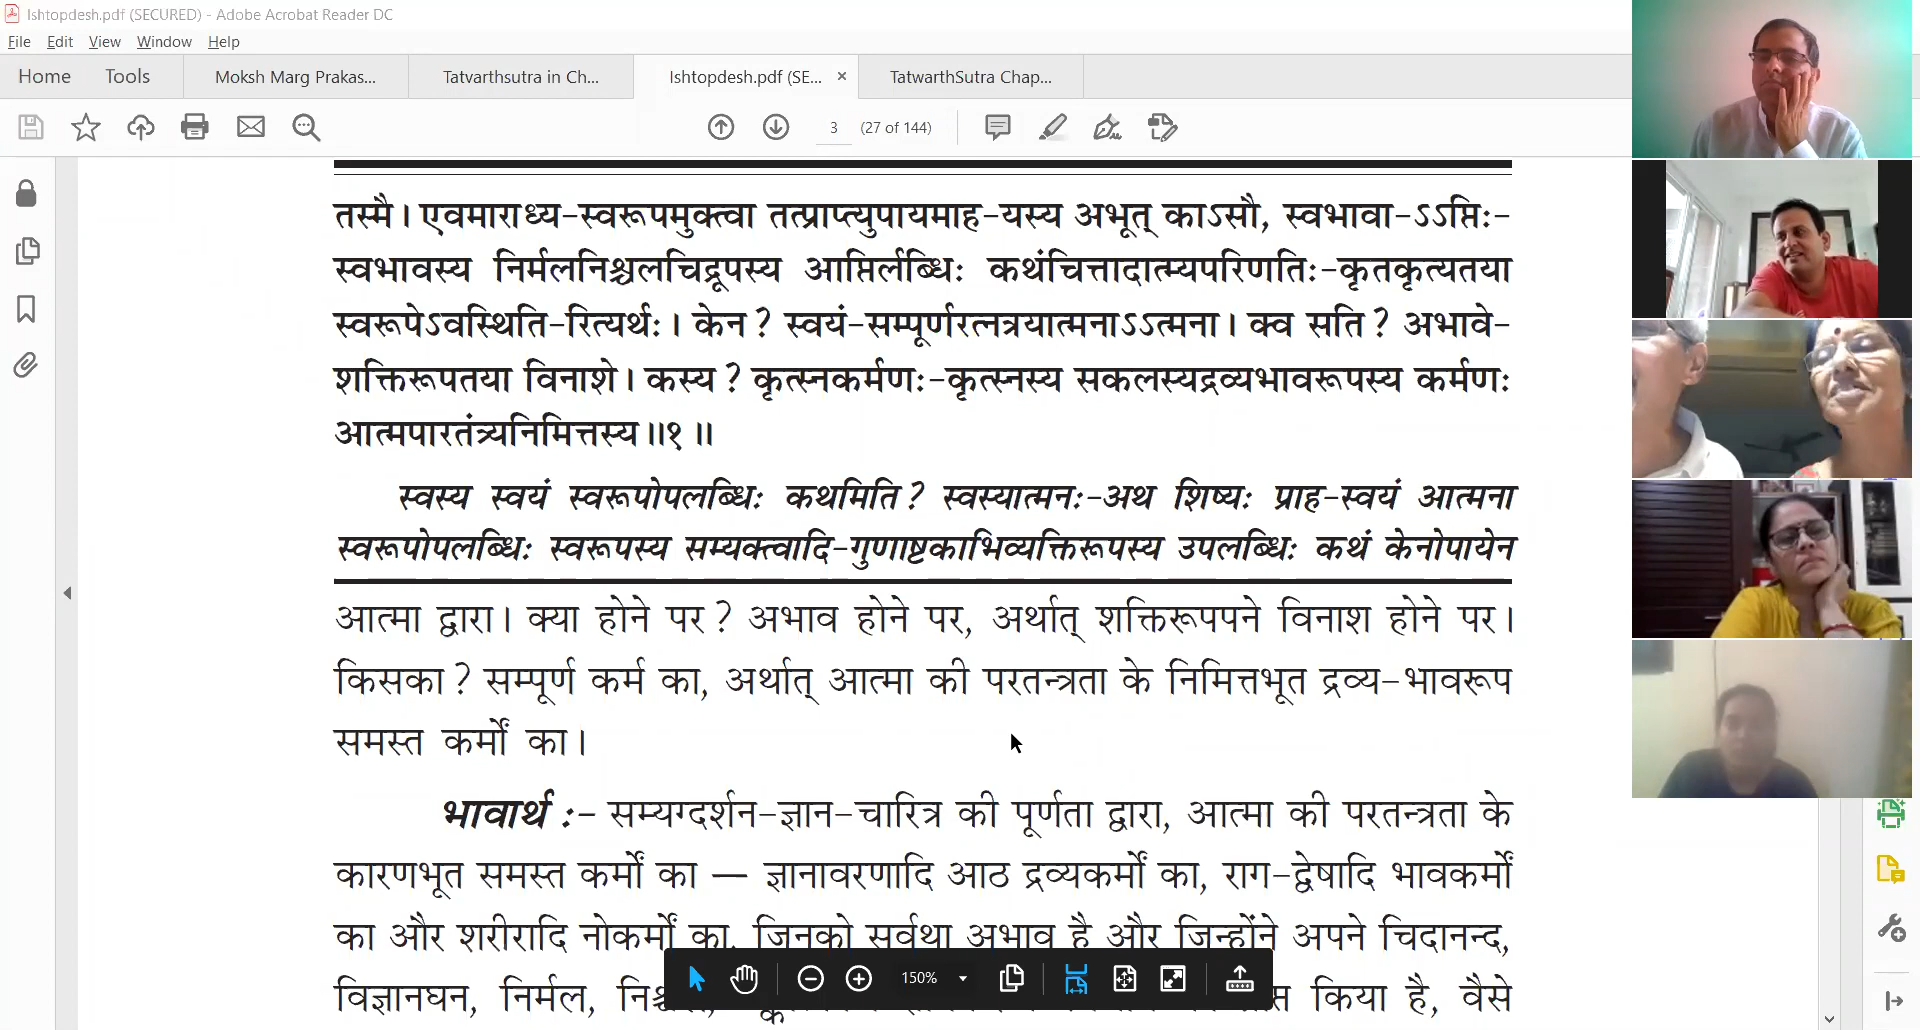 Ishtopdesh.pdf (SECURED) - Adobe Acrobat Reader DC
File Edit View Window Help
Home Tools Moksh Marg Prakas... Tatvarthsutra in Ch... Ishtopdesh.pdf (SE... × TatwarthSutra Chap...
3 (27 of 144)
तस्मै। एवमाराध्य-स्वरूपमुक्त्वा तत्प्राप्त्युपायमाह-यस्य अभूत् काऽसौ, स्वभावा-ऽऽप्तिः-
स्वभावस्य निर्मलनिश्चलचिद्रूपस्य आप्तिर्लब्धिः कथंचित्तादात्म्यपरिणतिः-कृतकृत्यतया
स्वरूपेऽवस्थिति-रित्यर्थः। केन? स्वयं-सम्पूर्णरत्नत्रयात्मनाऽऽत्मना। क्व सति? अभावे-
शक्तिरूपतया विनाशे। कस्य? कृत्स्नकर्मणः-कृत्स्नस्य सकलस्यद्रव्यभावरूपस्य कर्मणः
आत्मपारतंत्र्यनिमित्तस्य॥१॥
स्वस्य स्वयं स्वरूपोपलब्धिः कथमिति? स्वस्यात्मनः-अथ शिष्यः प्राह-स्वयं आत्मना
स्वरूपोपलब्धिः स्वरूपस्य सम्यक्त्वादि-गुणाष्टकाभिव्यक्तिरूपस्य उपलब्धिः कथं केनोपायेन
आत्मा द्वारा। क्या होने पर? अभाव होने पर, अर्थात् शक्तिरूपपने विनाश होने पर।
किसका? सम्पूर्ण कर्म का, अर्थात् आत्मा की परतन्त्रता के निमित्तभूत द्रव्य-भावरूप
समस्त कर्मों का।
भावार्थ :- सम्यग्दर्शन-ज्ञान-चारित्र की पूर्णता द्वारा, आत्मा की परतन्त्रता के
कारणभूत समस्त कर्मों का — ज्ञानावरणादि आठ द्रव्यकर्मों का, राग-द्वेषादि भावकर्मों
का और शरीरादि नोकर्मों का, जिनको सर्वथा अभाव है और जिन्होंने अपने चिदानन्द,
विज्ञानघन, निर्मल, किया है, वैसे
150%